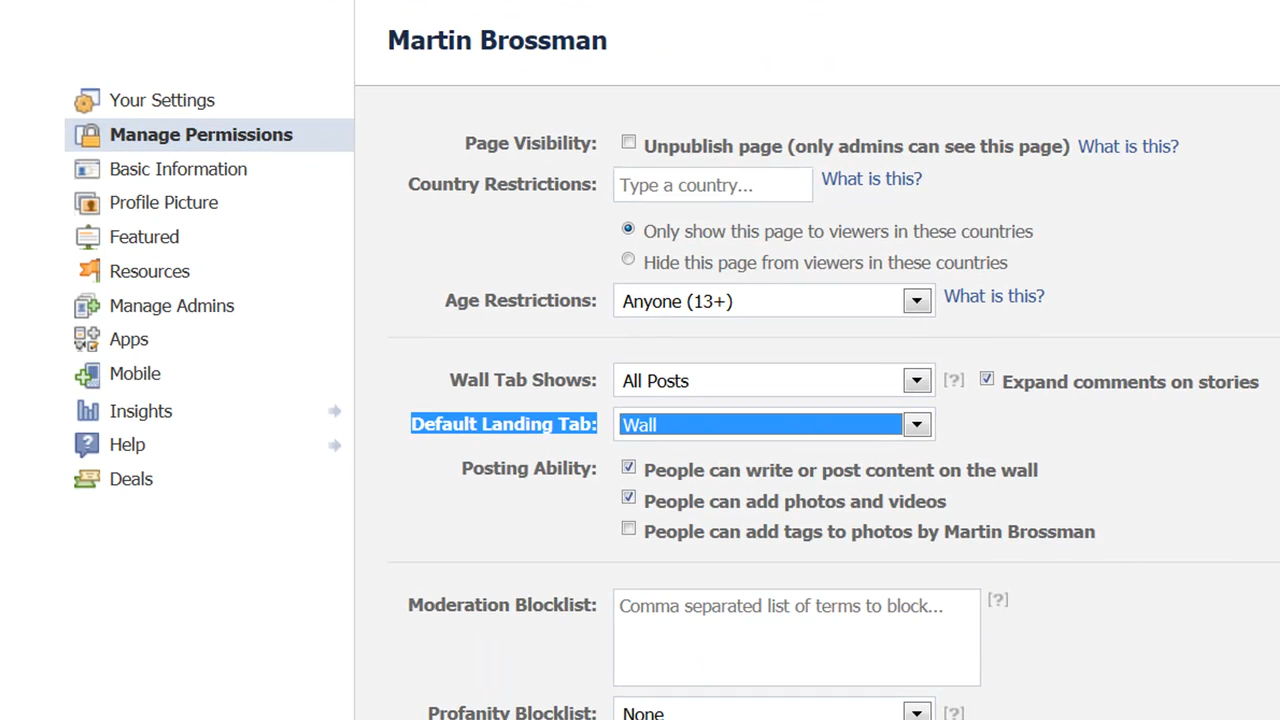 Martin Brossman
Your Settings
Manage Permissions
Basic Information
Profile Picture
Featured
Resources
Manage Admins
Apps
Mobile
Insights
Help
Deals
Page Visibility: Unpublish page (only admins can see this page) What is this?
Country Restrictions: Type a country... What is this?
Only show this page to viewers in these countries
Hide this page from viewers in these countries
Age Restrictions: Anyone (13+) What is this?
Wall Tab Shows: All Posts [?] Expand comments on stories
Default Landing Tab: Wall
Posting Ability: People can write or post content on the wall
People can add photos and videos
People can add tags to photos by Martin Brossman
Moderation Blocklist: Comma separated list of terms to block... [?]
Profanity Blocklist: None [?]